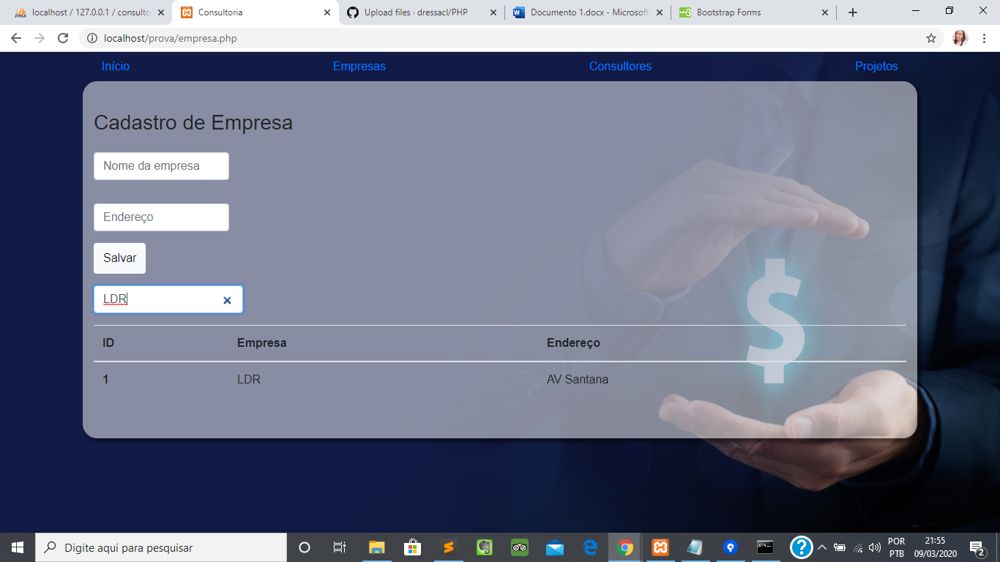 localhost / 127.0.0.1 / consulto
Consultoria
Upload files · dressacl/PHP
Documento 1.docx - Microsoft
Bootstrap Forms
localhost/prova/empresa.php
Início Empresas Consultores Projetos
Cadastro de Empresa
Nome da empresa
Endereço
Salvar
LDR
ID Empresa Endereço
1 LDR AV Santana
$
Digite aqui para pesquisar
POR
PTB
21:55
09/03/2020
2